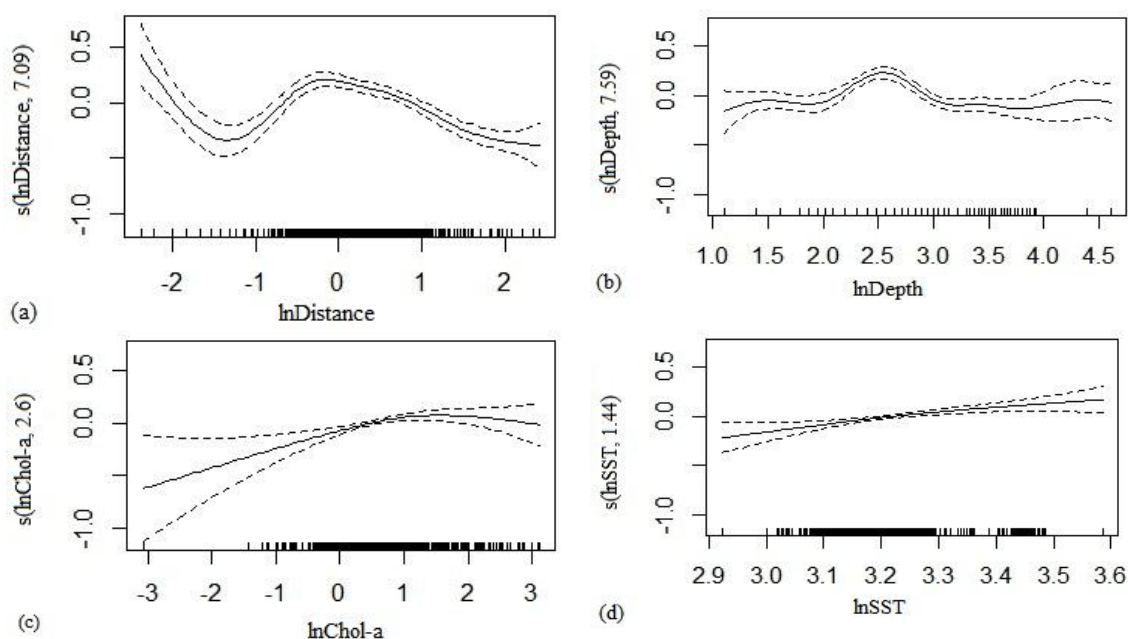 s(lnDistance, 7.09)
0.5
0.0
-1.0
-2 -1 0 1 2
(a)
lnDistance
s(lnDepth, 7.59)
0.5
0.0
-1.0
1.0 1.5 2.0 2.5 3.0 3.5 4.0 4.5
(b)
lnDepth
s(lnChol-a, 2.6)
0.5
0.0
-1.0
-3 -2 -1 0 1 2 3
(c)
lnChol-a
s(lnSST, 1.44)
0.5
0.0
-1.0
2.9 3.0 3.1 3.2 3.3 3.4 3.5 3.6
(d)
lnSST